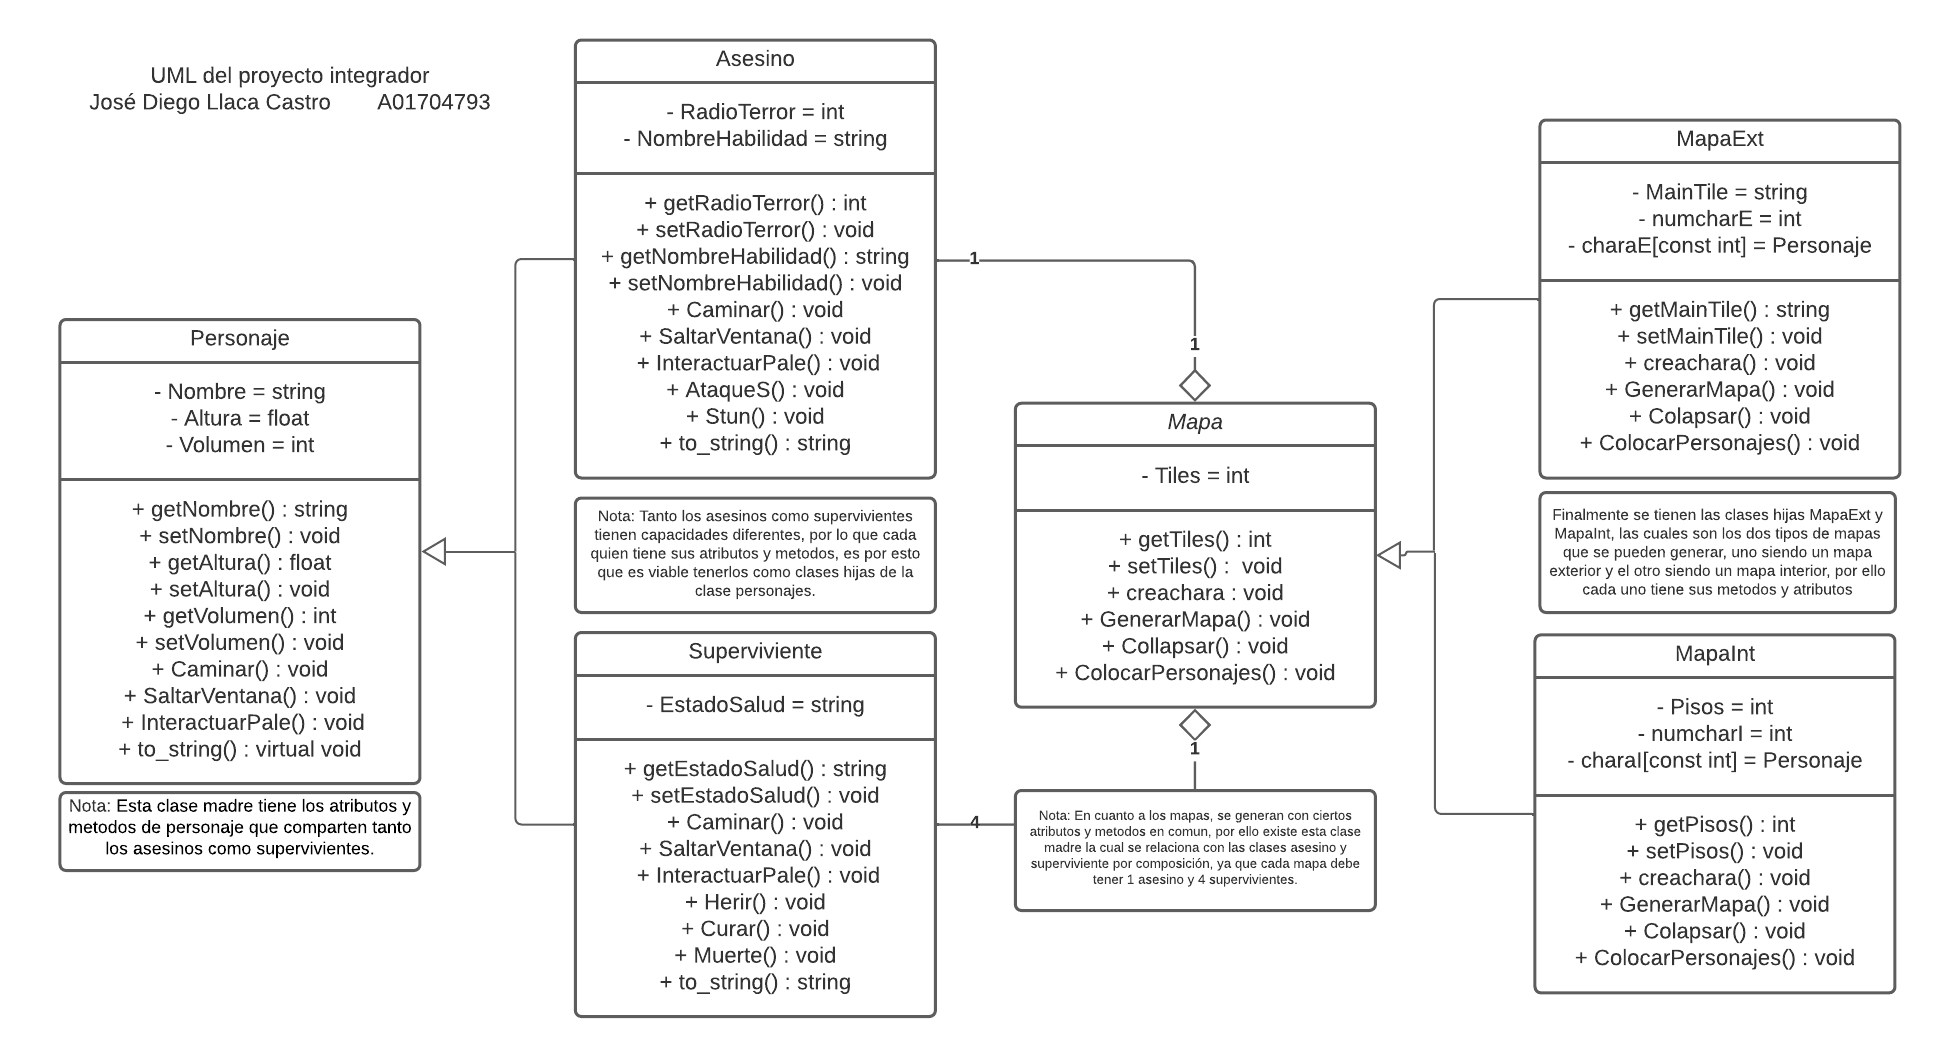 UML del proyecto integrador
José Diego Llaca Castro A01704793
Personaje
- Nombre = string
- Altura = float
- Volumen = int
+ getNombre() : string
+ setNombre() : void
+ getAltura() : float
+ setAltura() : void
+ getVolumen() : int
+ setVolumen() : void
+ Caminar() : void
+ SaltarVentana() : void
+ InteractuarPale() : void
+ to_string() : virtual void
Nota: Esta clase madre tiene los atributos y
metodos de personaje que comparten tanto
los asesinos como supervivientes.
Asesino
- RadioTerror = int
- NombreHabilidad = string
+ getRadioTerror() : int
+ setRadioTerror() : void
+ getNombreHabilidad() : string
+ setNombreHabilidad() : void
+ Caminar() : void
+ SaltarVentana() : void
+ InteractuarPale() : void
+ AtaqueS() : void
+ Stun() : void
+ to_string() : string
Nota: Tanto los asesinos como supervivientes
tienen capacidades diferentes, por lo que cada
quien tiene sus atributos y metodos, es por esto
que es viable tenerlos como clases hijas de la
clase personajes.
Superviviente
- EstadoSalud = string
+ getEstadoSalud() : string
+ setEstadoSalud() : void
+ Caminar() : void
+ SaltarVentana() : void
+ InteractuarPale() : void
+ Herir() : void
+ Curar() : void
+ Muerte() : void
+ to_string() : string
1
1
Mapa
- Tiles = int
+ getTiles() : int
+ setTiles() : void
+ creachara : void
+ GenerarMapa() : void
+ Collapsar() : void
+ ColocarPersonajes() : void
1
4
Nota: En cuanto a los mapas, se generan con ciertos
atributos y metodos en comun, por ello existe esta clase
madre la cual se relaciona con las clases asesino y
superviviente por composición, ya que cada mapa debe
tener 1 asesino y 4 supervivientes.
MapaExt
- MainTile = string
- numcharE = int
- charaE[const int] = Personaje
+ getMainTile() : string
+ setMainTile() : void
+ creachara() : void
+ GenerarMapa() : void
+ Colapsar() : void
+ ColocarPersonajes() : void
Finalmente se tienen las clases hijas MapaExt y
MapaInt, las cuales son los dos tipos de mapas
que se pueden generar, uno siendo un mapa
exterior y el otro siendo un mapa interior, por ello
cada uno tiene sus metodos y atributos
MapaInt
- Pisos = int
- numcharI = int
- charaI[const int] = Personaje
+ getPisos() : int
+ setPisos() : void
+ creachara() : void
+ GenerarMapa() : void
+ Colapsar() : void
+ ColocarPersonajes() : void